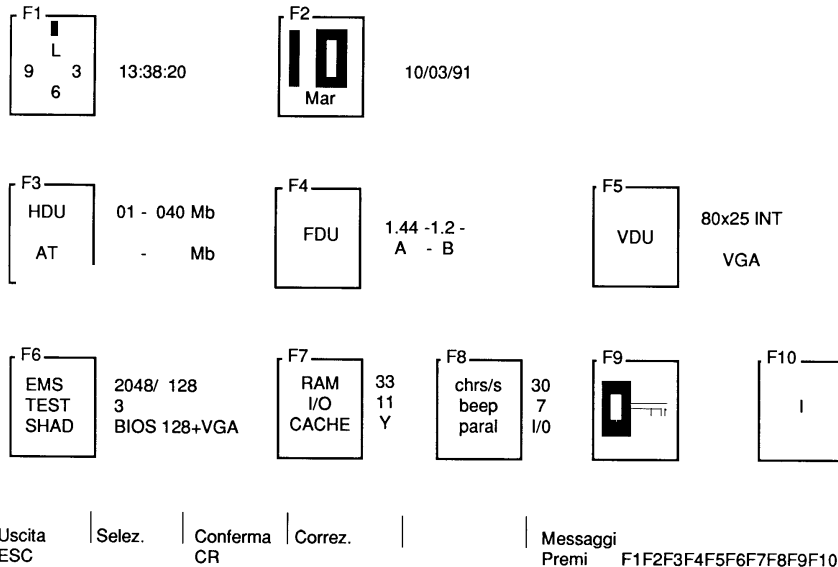 F1
L
9 3
6
13:38:20
F2
10
Mar
10/03/91
F3
HDU
AT
01 - 040 Mb
- Mb
F4
FDU
1.44 -1.2 -
A - B
F5
VDU
80x25 INT
VGA
F6
EMS
TEST
SHAD
2048/ 128
3
BIOS 128+VGA
F7
RAM
I/O
CACHE
33
11
Y
F8
chrs/s
beep
paral
30
7
I/0
F9
F10
I
Uscita
ESC
Selez.
Conferma
CR
Correz.
Messaggi
Premi F1F2F3F4F5F6F7F8F9F10